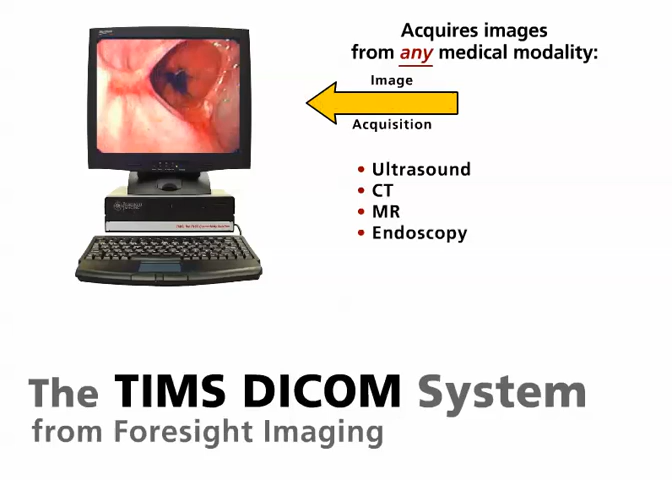 Acquires images
from any medical modality:
Image
Acquisition
• Ultrasound
• CT
• MR
• Endoscopy
The TIMS DICOM System
from Foresight Imaging